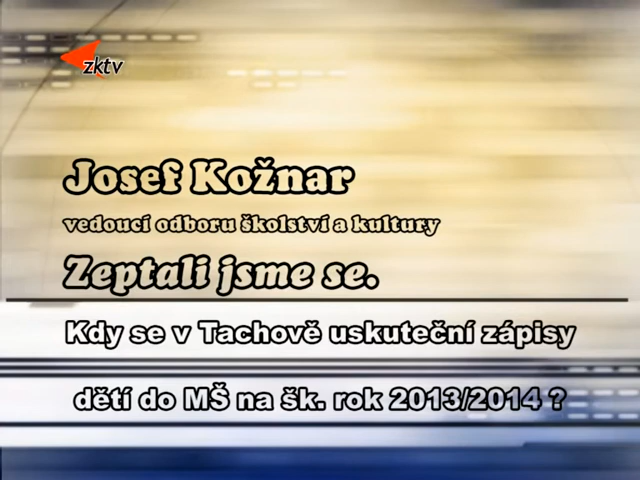 zktv
Josef Kožnar
vedoucí odboru školství a kultury
Zeptali jsme se.
Kdy se v Tachově uskuteční zápisy
dětí do MŠ na šk. rok 2013/2014 ?